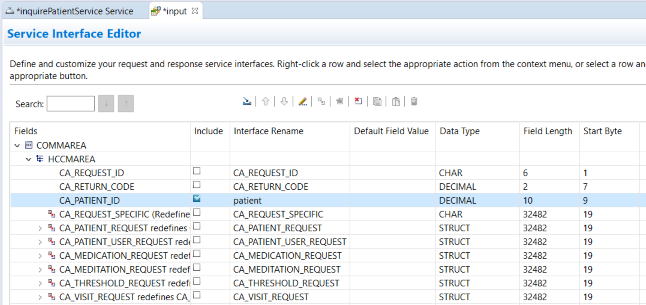 *inquirePatientService Service *input
Service Interface Editor
Define and customize your request and response service interfaces. Right-click a row and select the appropriate action from the context menu, or select a row an
appropriate button.
Search:
Fields Include Interface Rename Default Field Value Data Type Field Length Start Byte
COMMAREA
HCCMAREA
CA_REQUEST_ID CA_REQUEST_ID CHAR 6 1
CA_RETURN_CODE CA_RETURN_CODE DECIMAL 2 7
CA_PATIENT_ID patient DECIMAL 10 9
CA_REQUEST_SPECIFIC (Redefine CA_REQUEST_SPECIFIC CHAR 32482 19
CA_PATIENT_REQUEST redefines CA_PATIENT_REQUEST STRUCT 32482 19
CA_PATIENT_USER_REQUEST rede CA_PATIENT_USER_REQUEST STRUCT 32482 19
CA_MEDICATION_REQUEST redef CA_MEDICATION_REQUEST STRUCT 32482 19
CA_MEDITATION_REQUEST redef CA_MEDITATION_REQUEST STRUCT 32482 19
CA_THRESHOLD_REQUEST redef CA_THRESHOLD_REQUEST STRUCT 32482 19
CA_VISIT_REQUEST redefines CA_ CA_VISIT_REQUEST STRUCT 32482 19